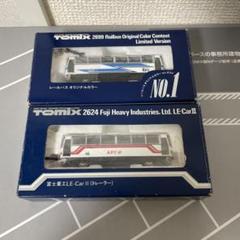 TOMIX
2699 Railbus Original Color Contest
Limited Version
レールバス オリジナルカラー
NO.1
TOMIX
2624 Fuji Heavy Industries. Ltd. LE-Car II
富士重工LE-Car II(トレーラー)